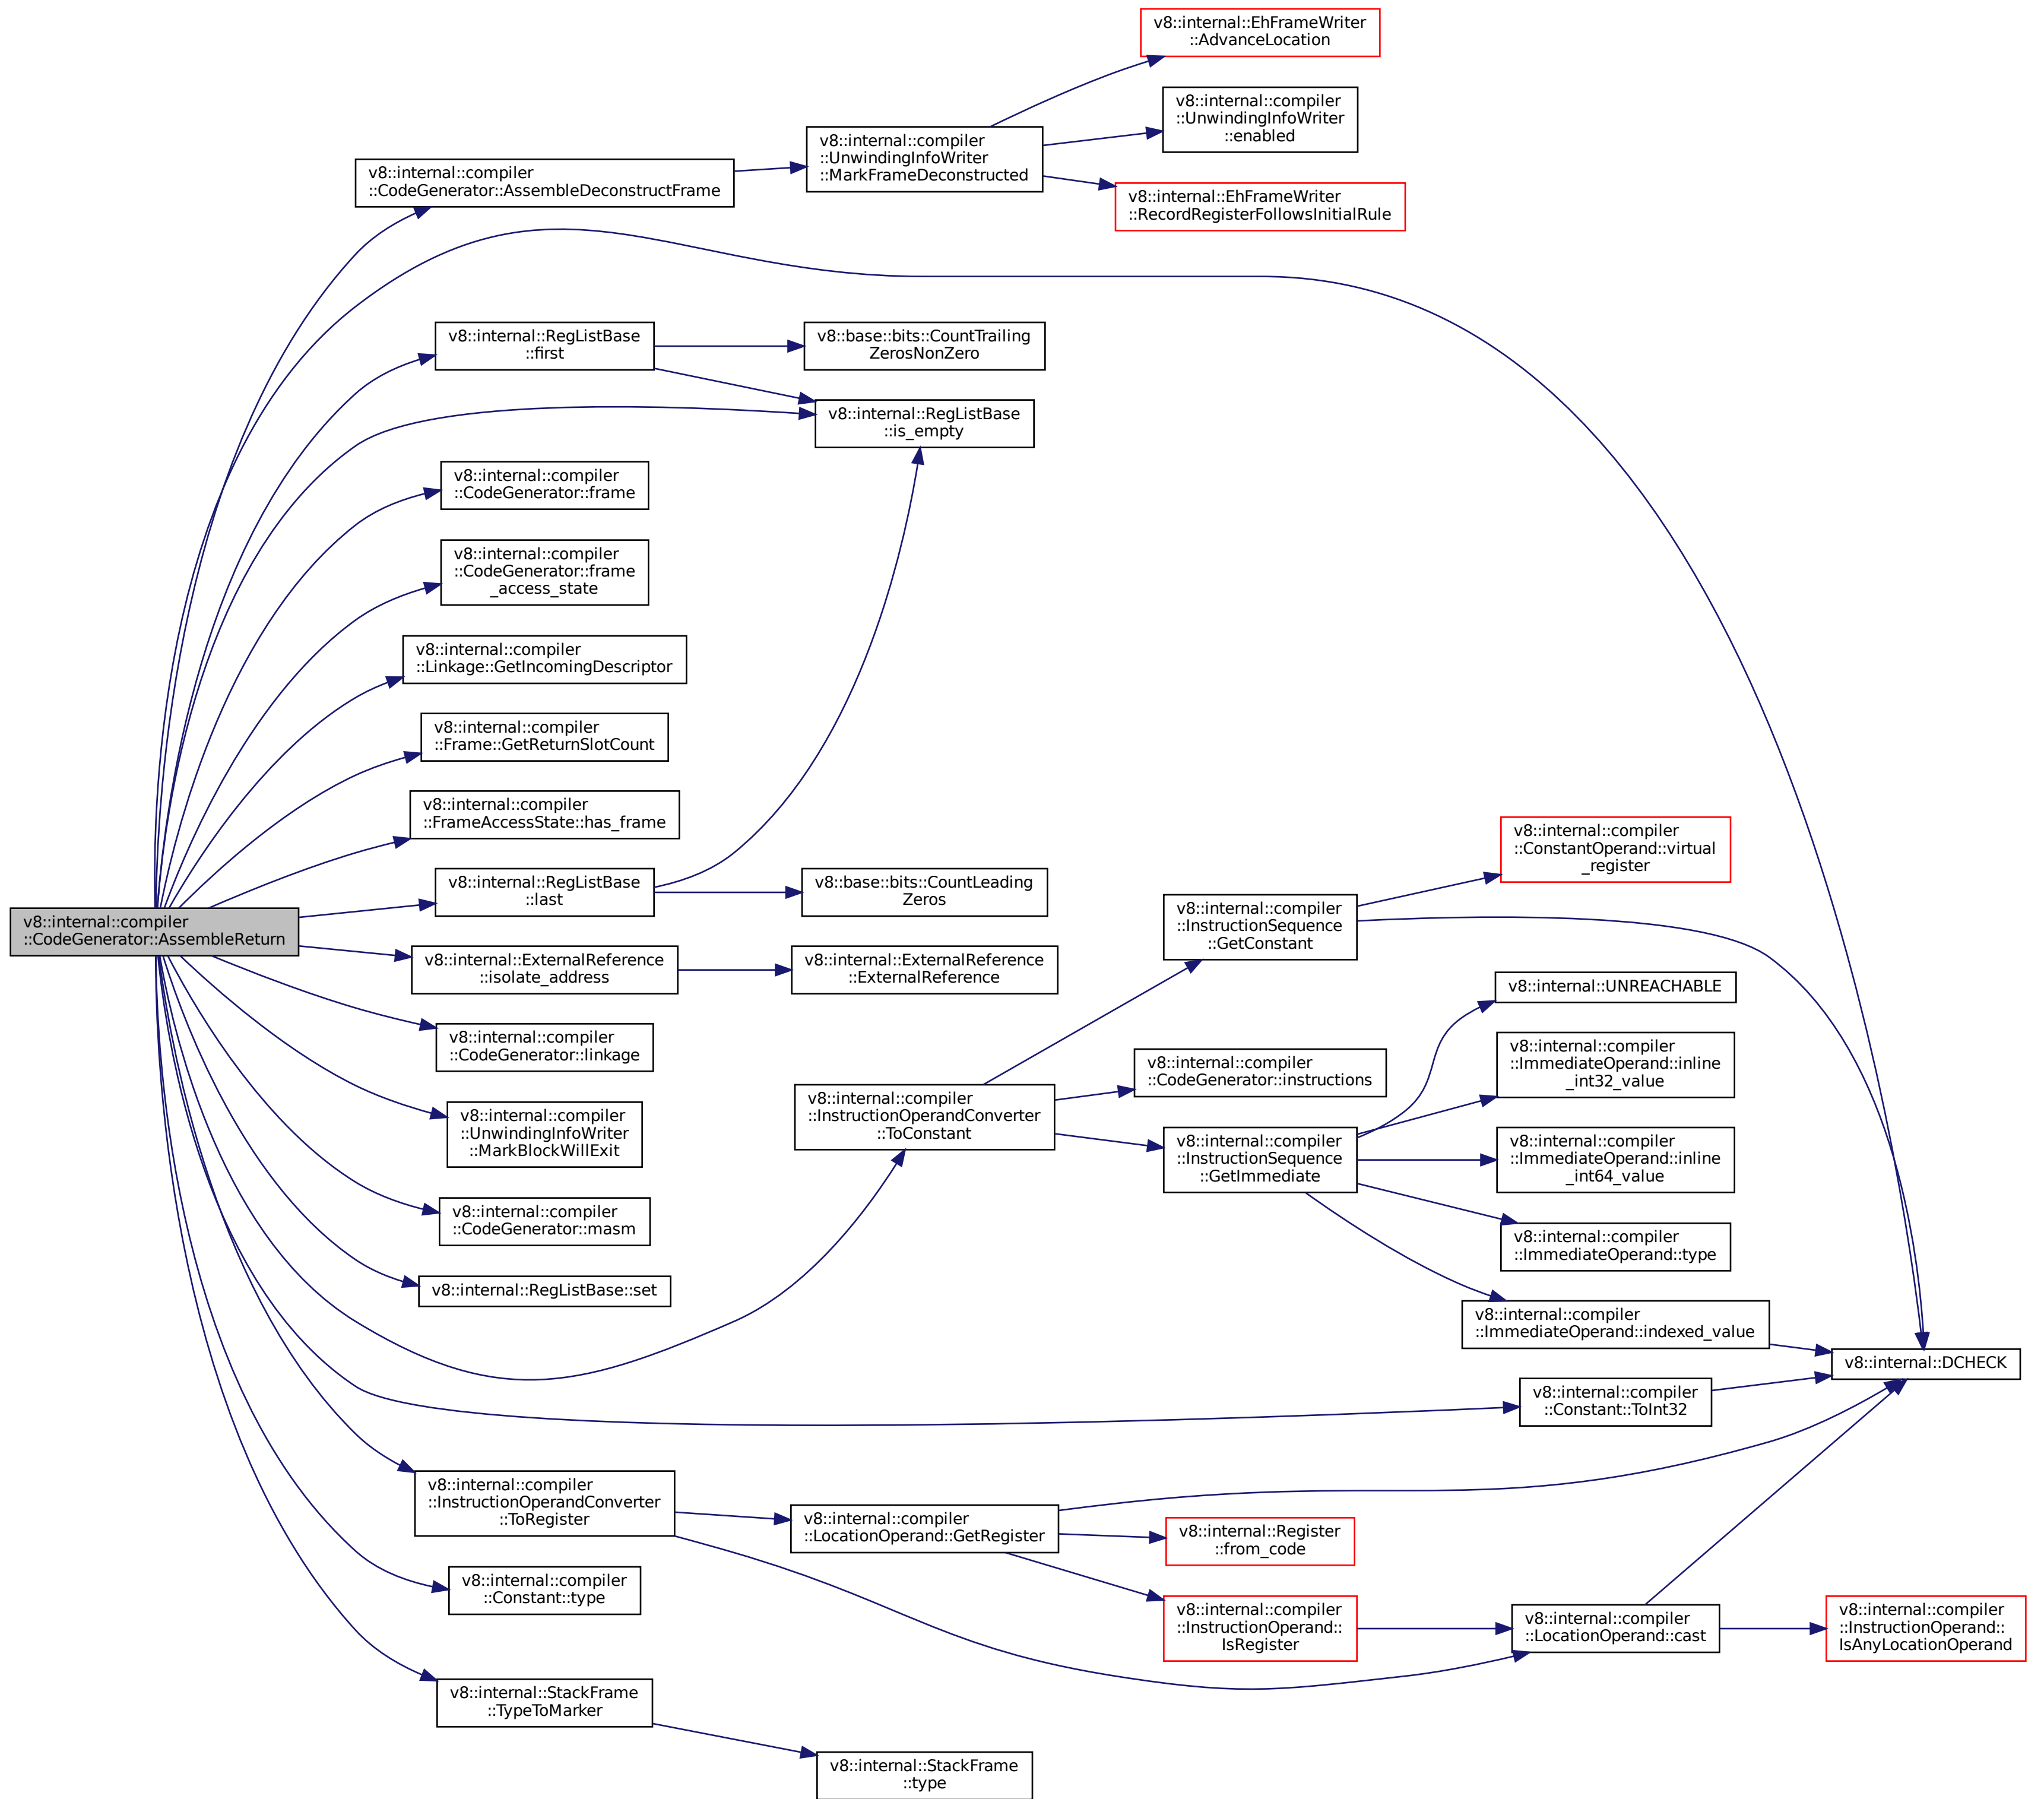 v8::internal::EhFrameWriter
::AdvanceLocation
v8::internal::compiler
::UnwindingInfoWriter
::enabled
v8::internal::compiler
::UnwindingInfoWriter
::MarkFrameDeconstructed
v8::internal::compiler
::CodeGenerator::AssembleDeconstructFrame
v8::internal::EhFrameWriter
::RecordRegisterFollowsInitialRule
v8::internal::RegListBase
::first
v8::base::bits::CountTrailing
ZerosNonZero
v8::internal::RegListBase
::is_empty
v8::internal::compiler
::CodeGenerator::frame
v8::internal::compiler
::CodeGenerator::frame
_access_state
v8::internal::compiler
::Linkage::GetIncomingDescriptor
v8::internal::compiler
::Frame::GetReturnSlotCount
v8::internal::compiler
::FrameAccessState::has_frame
v8::internal::compiler
::ConstantOperand::virtual
_register
v8::internal::RegListBase
::last
v8::base::bits::CountLeading
Zeros
v8::internal::compiler
::InstructionSequence
::GetConstant
v8::internal::compiler
::CodeGenerator::AssembleReturn
v8::internal::ExternalReference
::isolate_address
v8::internal::ExternalReference
::ExternalReference
v8::internal::UNREACHABLE
v8::internal::compiler
::CodeGenerator::linkage
v8::internal::compiler
::ImmediateOperand::inline
_int32_value
v8::internal::compiler
::CodeGenerator::instructions
v8::internal::compiler
::InstructionOperandConverter
::ToConstant
v8::internal::compiler
::UnwindingInfoWriter
::MarkBlockWillExit
v8::internal::compiler
::InstructionSequence
::GetImmediate
v8::internal::compiler
::ImmediateOperand::inline
_int64_value
v8::internal::compiler
::CodeGenerator::masm
v8::internal::compiler
::ImmediateOperand::type
v8::internal::RegListBase::set
v8::internal::compiler
::ImmediateOperand::indexed_value
v8::internal::DCHECK
v8::internal::compiler
::Constant::ToInt32
v8::internal::compiler
::InstructionOperandConverter
::ToRegister
v8::internal::compiler
::LocationOperand::GetRegister
v8::internal::Register
::from_code
v8::internal::compiler
::Constant::type
v8::internal::compiler
::InstructionOperand::
IsRegister
v8::internal::compiler
::LocationOperand::cast
v8::internal::compiler
::InstructionOperand::
IsAnyLocationOperand
v8::internal::StackFrame
::TypeToMarker
v8::internal::StackFrame
::type